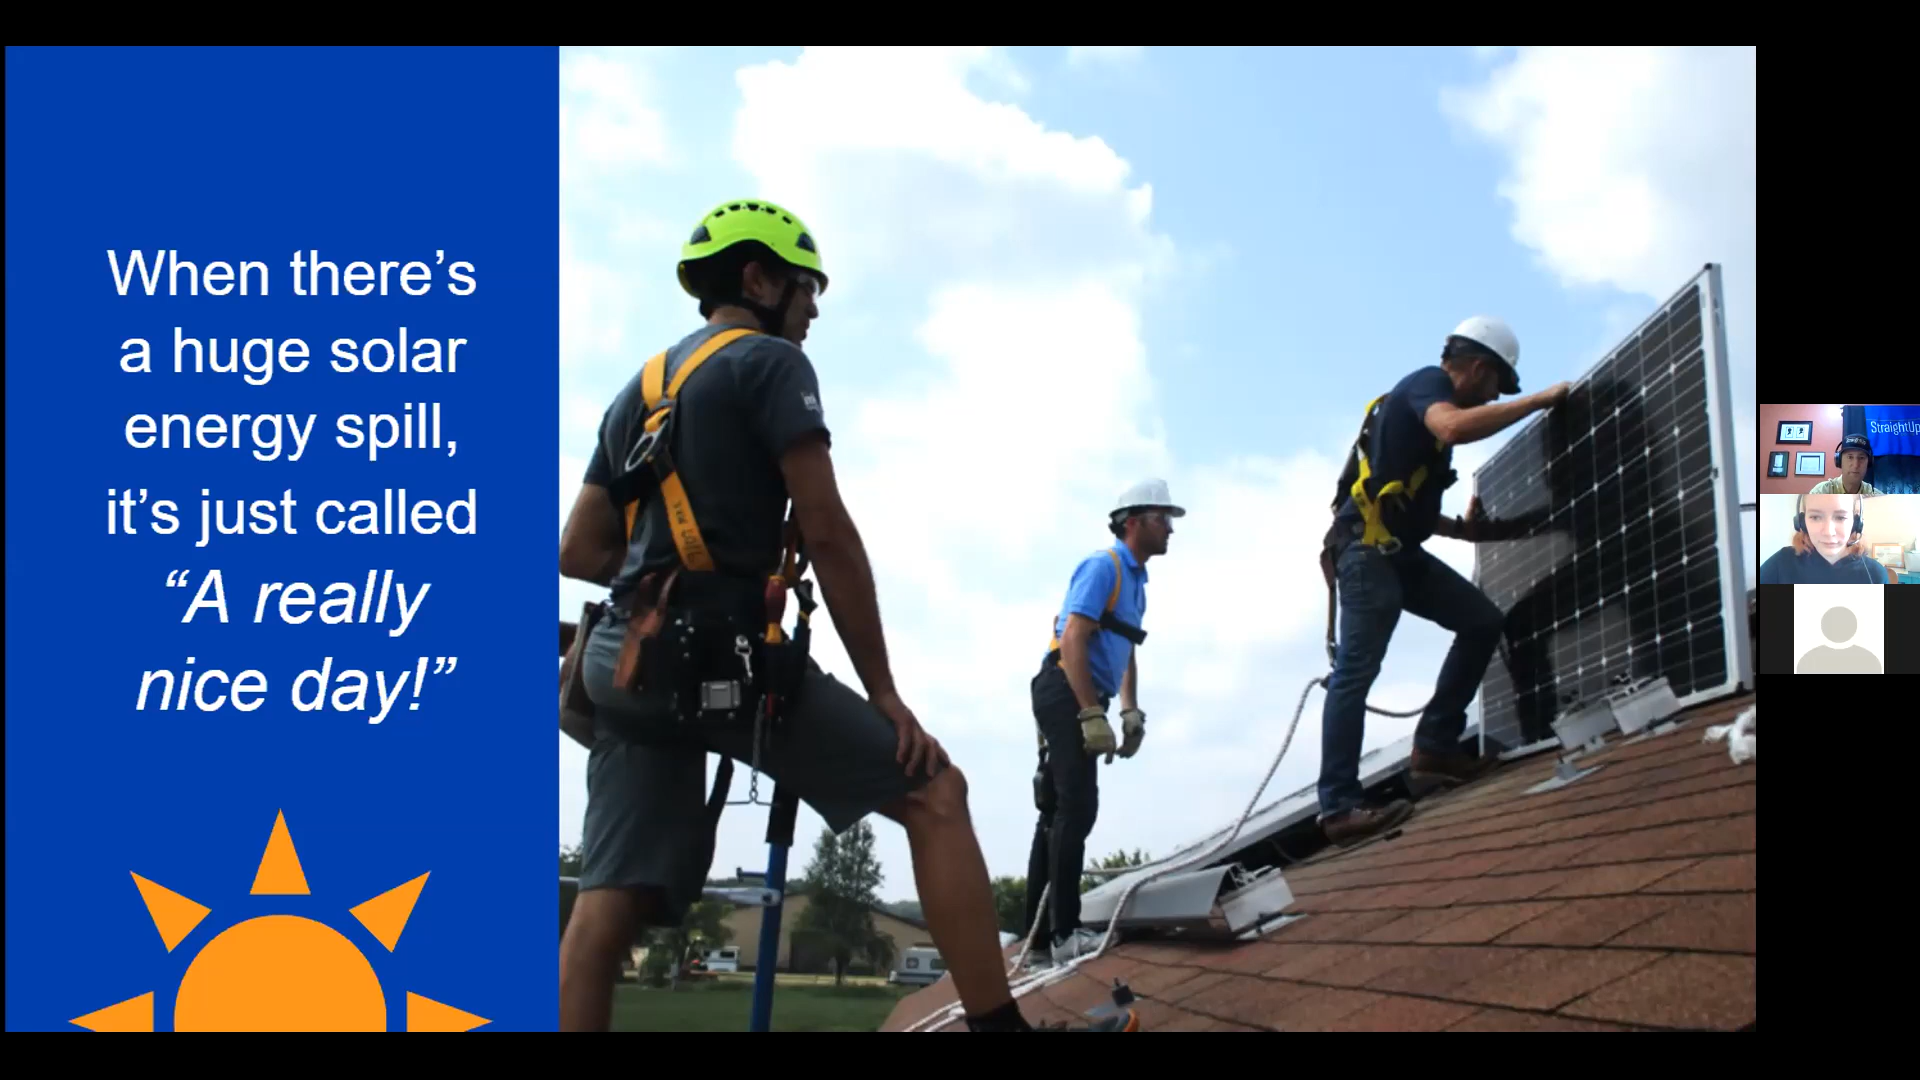 When there’s
a huge solar
energy spill,
it’s just called
“A really
nice day!”
StraightUp